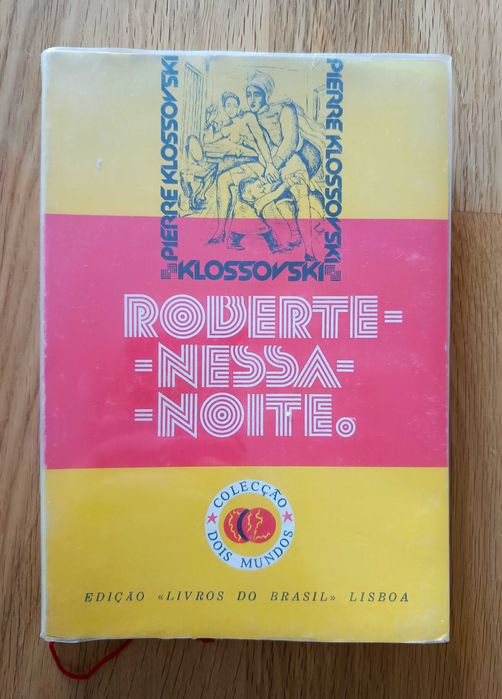 PIERRE KLOSSOVSKI
PIERRE KLOSSOVSKI
KLOSSOVSKI
ROBERTE=
=NESSA=
=NOITE.
COLECÇÃO
DOIS MUNDOS
EDIÇÃO «LIVROS DO BRASIL» LISBOA